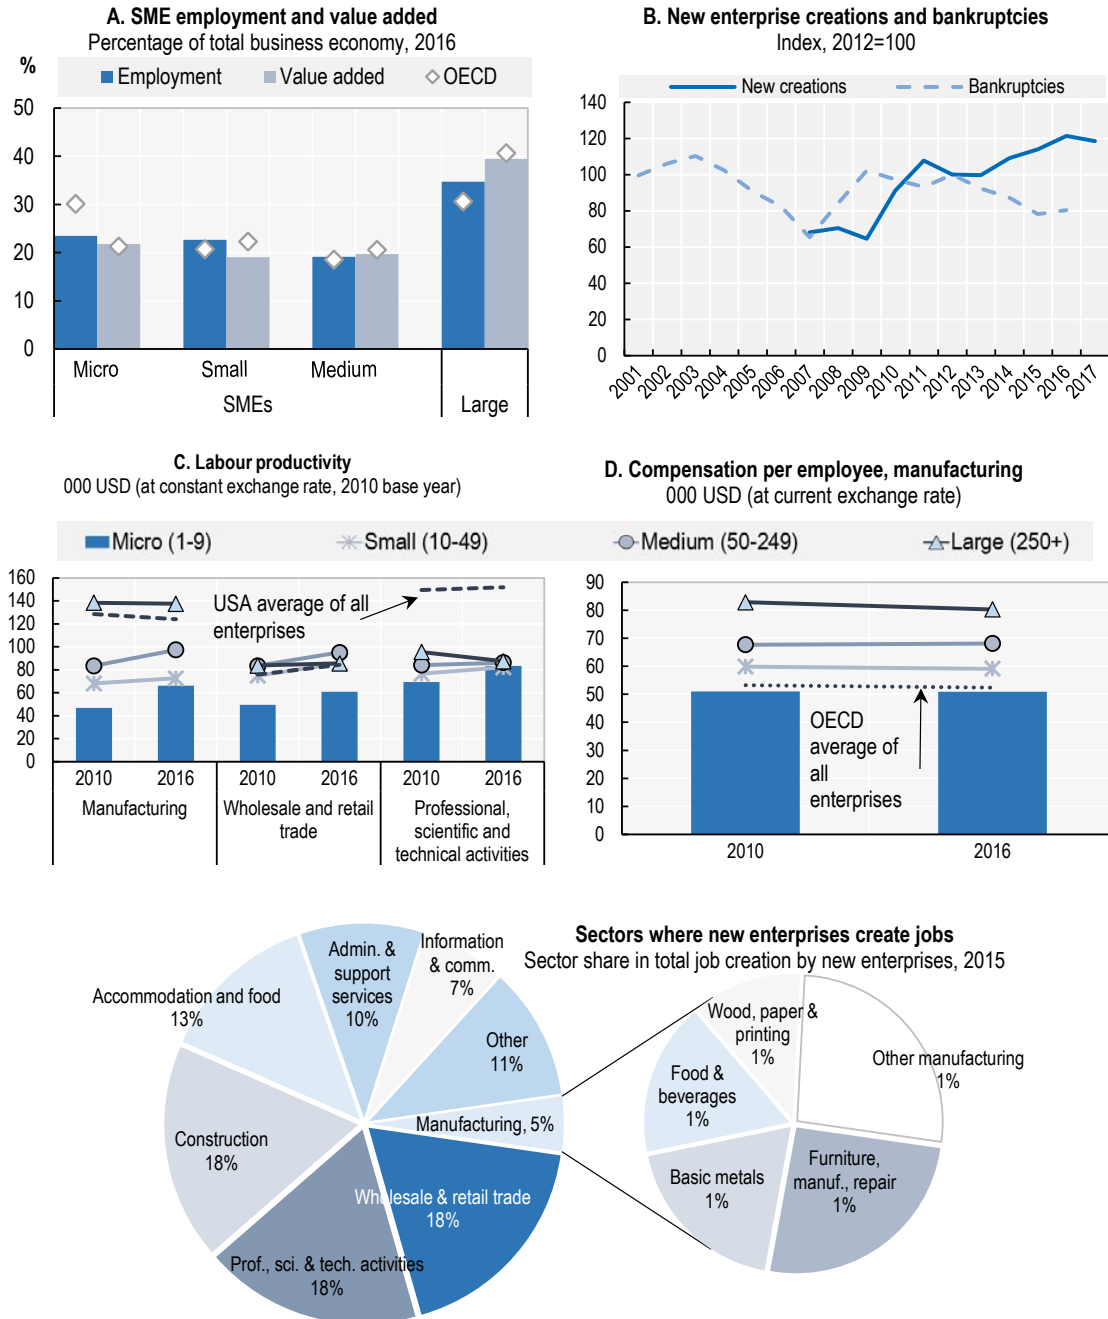 A. SME employment and value added
Percentage of total business economy, 2016
%
Employment
Value added
OECD
50
40
30
20
10
0
Micro
Small
Medium
SMEs
Large
B. New enterprise creations and bankruptcies
Index, 2012=100
New creations
Bankruptcies
140
120
100
80
60
40
20
0
2001
2002
2003
2004
2005
2006
2007
2008
2009
2010
2011
2012
2013
2014
2015
2016
2017
C. Labour productivity
000 USD (at constant exchange rate, 2010 base year)
D. Compensation per employee, manufacturing
000 USD (at current exchange rate)
Micro (1-9)
Small (10-49)
Medium (50-249)
Large (250+)
160
140
120
100
80
60
40
20
0
USA average of all
enterprises
2010
2016
2010
2016
2010
2016
Manufacturing
Wholesale and retail
trade
Professional,
scientific and
technical activities
90
80
70
60
50
40
30
20
10
0
OECD
average of
all
enterprises
2010
2016
Sectors where new enterprises create jobs
Sector share in total job creation by new enterprises, 2015
Admin. &
support
services
10%
Information
& comm.
7%
Accommodation and food
13%
Other
11%
Manufacturing, 5%
Construction
18%
Wholesale & retail trade
18%
Prof., sci. & tech. activities
18%
Wood, paper &
printing
1%
Other manufacturing
1%
Food &
beverages
1%
Basic metals
1%
Furniture,
manuf., repair
1%